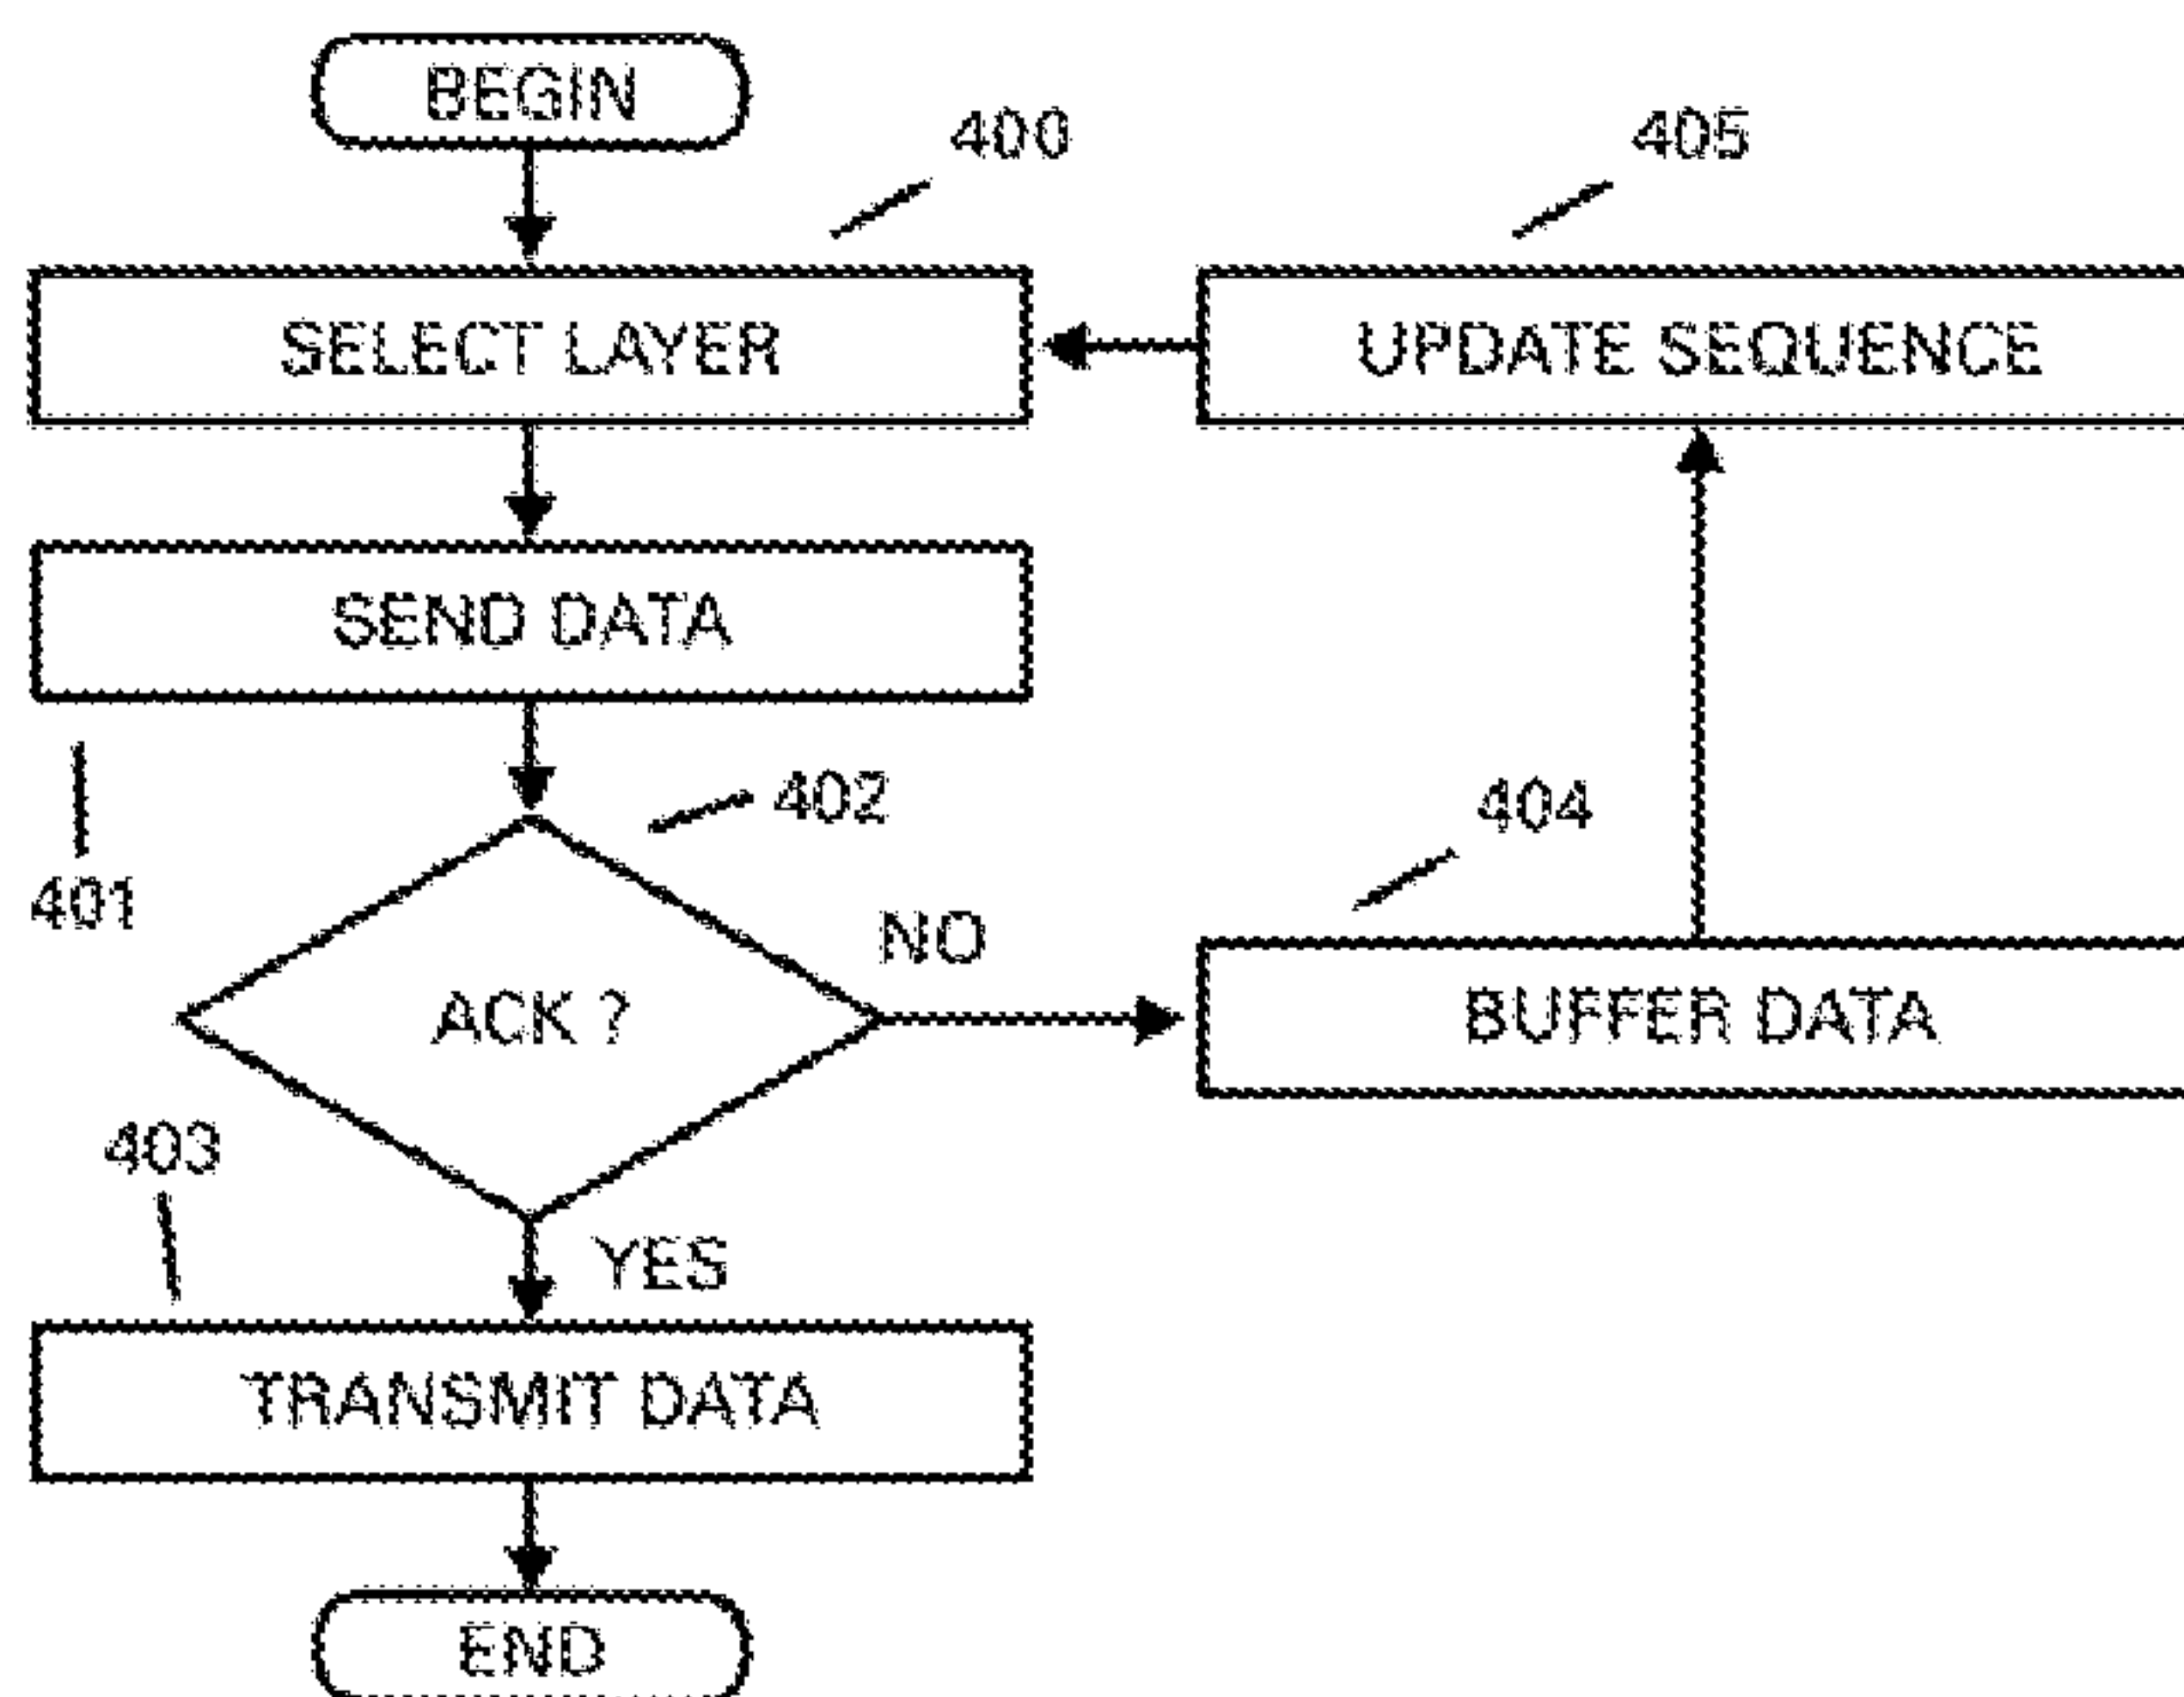 BEGIN
400
405
SELECT LAYER
UPDATE SEQUENCE
SEND DATA
402
404
401
NO
ACK ?
BUFFER DATA
403
YES
TRANSMIT DATA
END